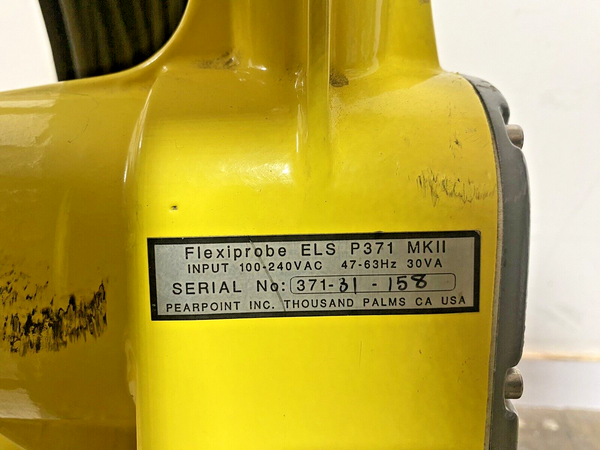 Flexiprobe ELS P371 MKII
INPUT 100-240VAC 47-63Hz 30VA
SERIAL No: 371-31-158
PEARPOINT INC. THOUSAND PALMS CA USA